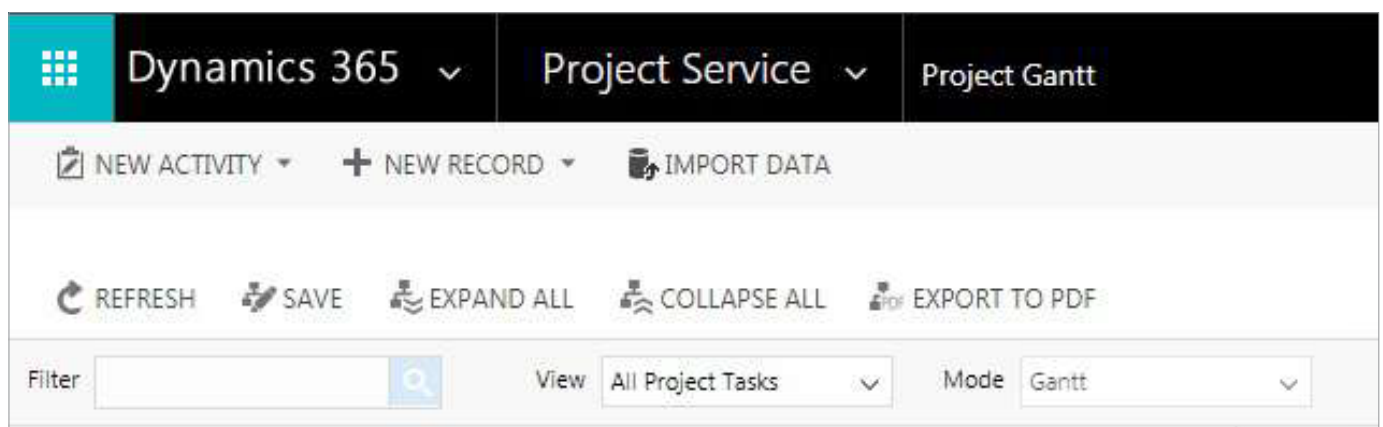 Dynamics 365 Project Service Project Gantt
NEW ACTIVITY NEW RECORD IMPORT DATA
REFRESH SAVE EXPAND ALL COLLAPSE ALL PDF EXPORT TO PDF
Filter View All Project Tasks Mode Gantt